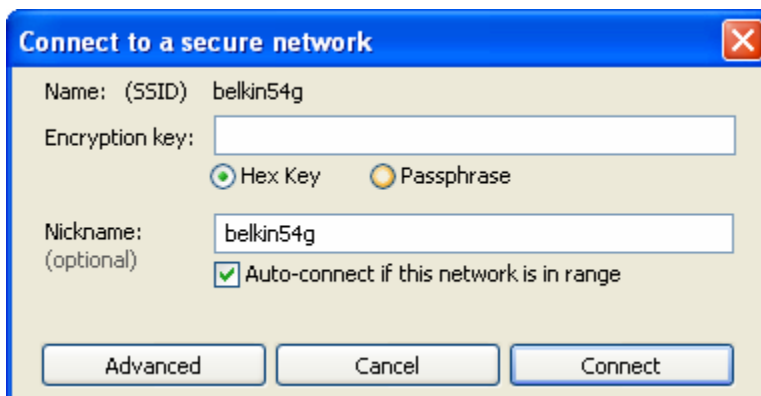 Connect to a secure network
Name: (SSID) belkin54g
Encryption key:
Hex Key Passphrase
Nickname: belkin54g
(optional)
Auto-connect if this network is in range
Advanced Cancel Connect